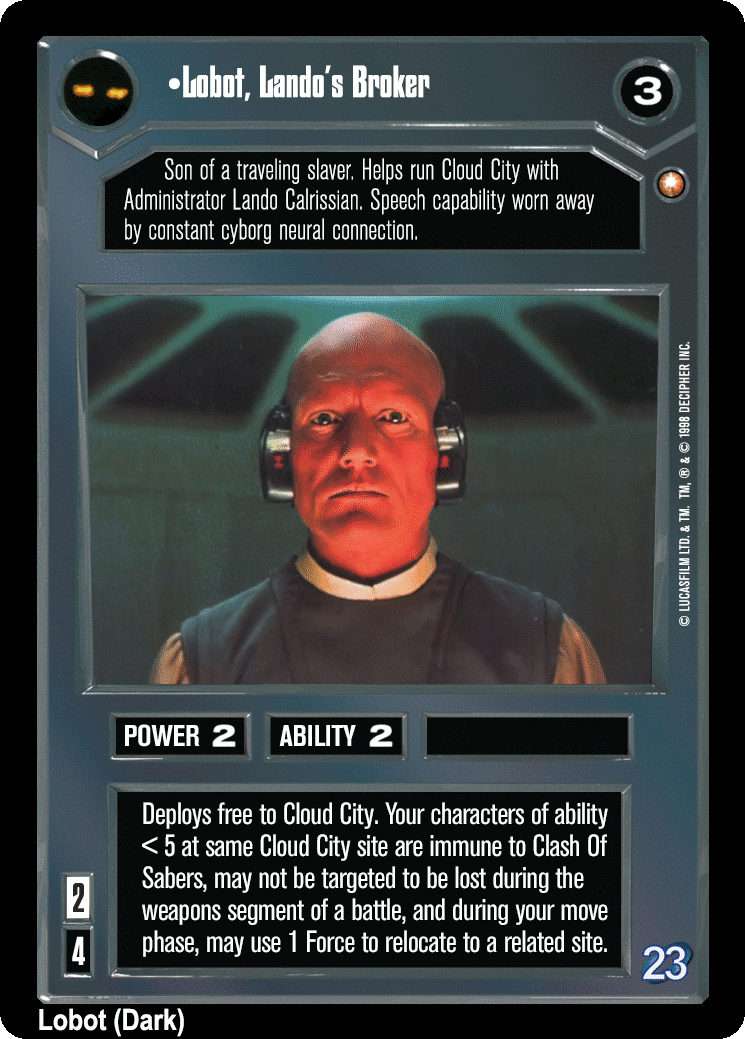 •Lobot, Lando's Broker
3
Son of a traveling slaver. Helps run Cloud City with
Administrator Lando Calrissian. Speech capability worn away
by constant cyborg neural connection.
© LUCASFILM LTD. & TM. TM, ® & © 1998 DECIPHER INC.
POWER 2
ABILITY 2
Deploys free to Cloud City. Your characters of ability
< 5 at same Cloud City site are immune to Clash Of
Sabers, may not be targeted to be lost during the
weapons segment of a battle, and during your move
phase, may use 1 Force to relocate to a related site.
2
4
23
Lobot (Dark)